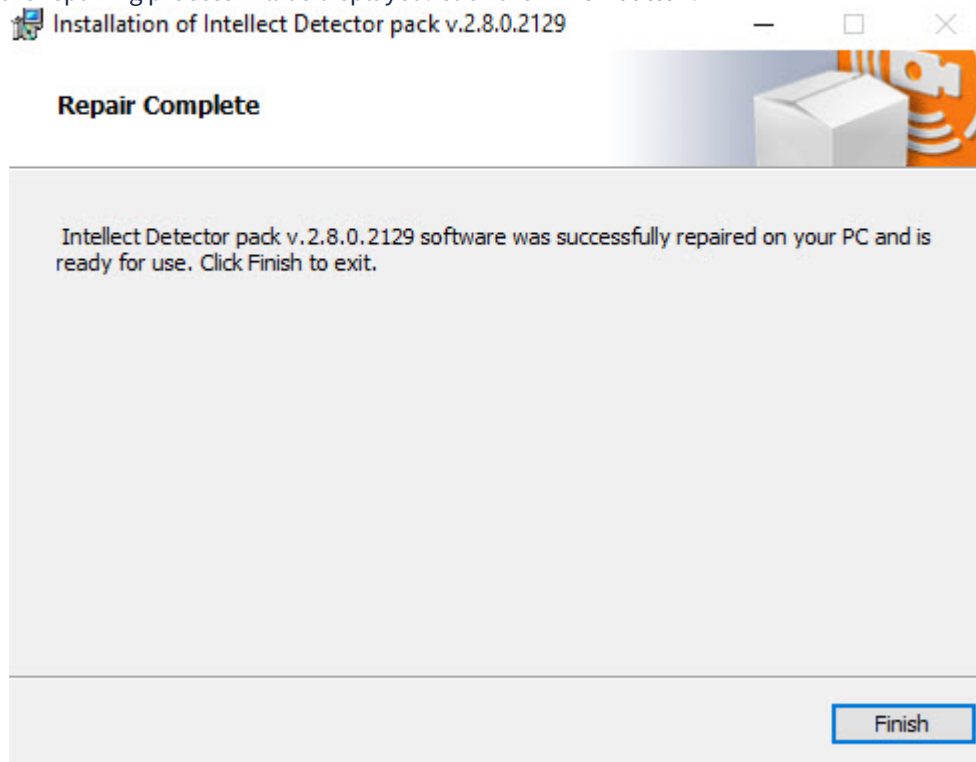 Installation of Intellect Detector pack v.2.8.0.2129
Repair Complete
Intellect Detector pack v.2.8.0.2129 software was successfully repaired on your PC and is
ready for use. Click Finish to exit.
Finish